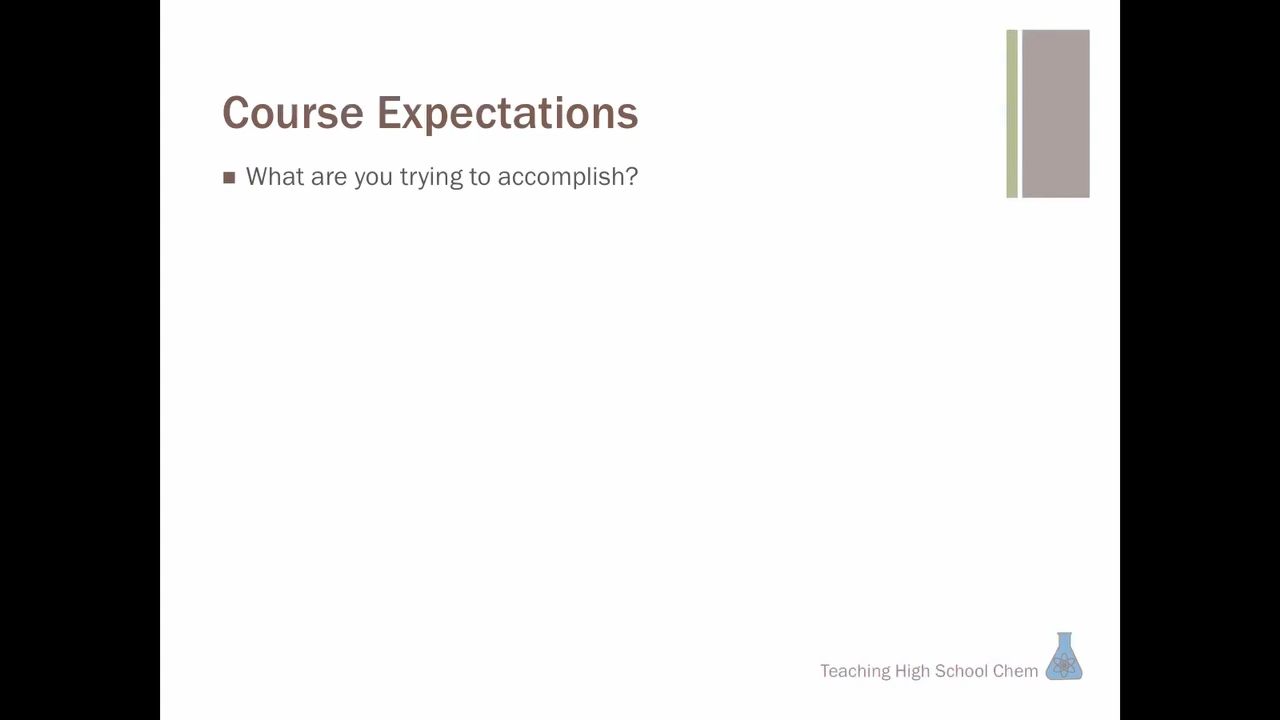 Course Expectations
What are you trying to accomplish?
Teaching High School Chem